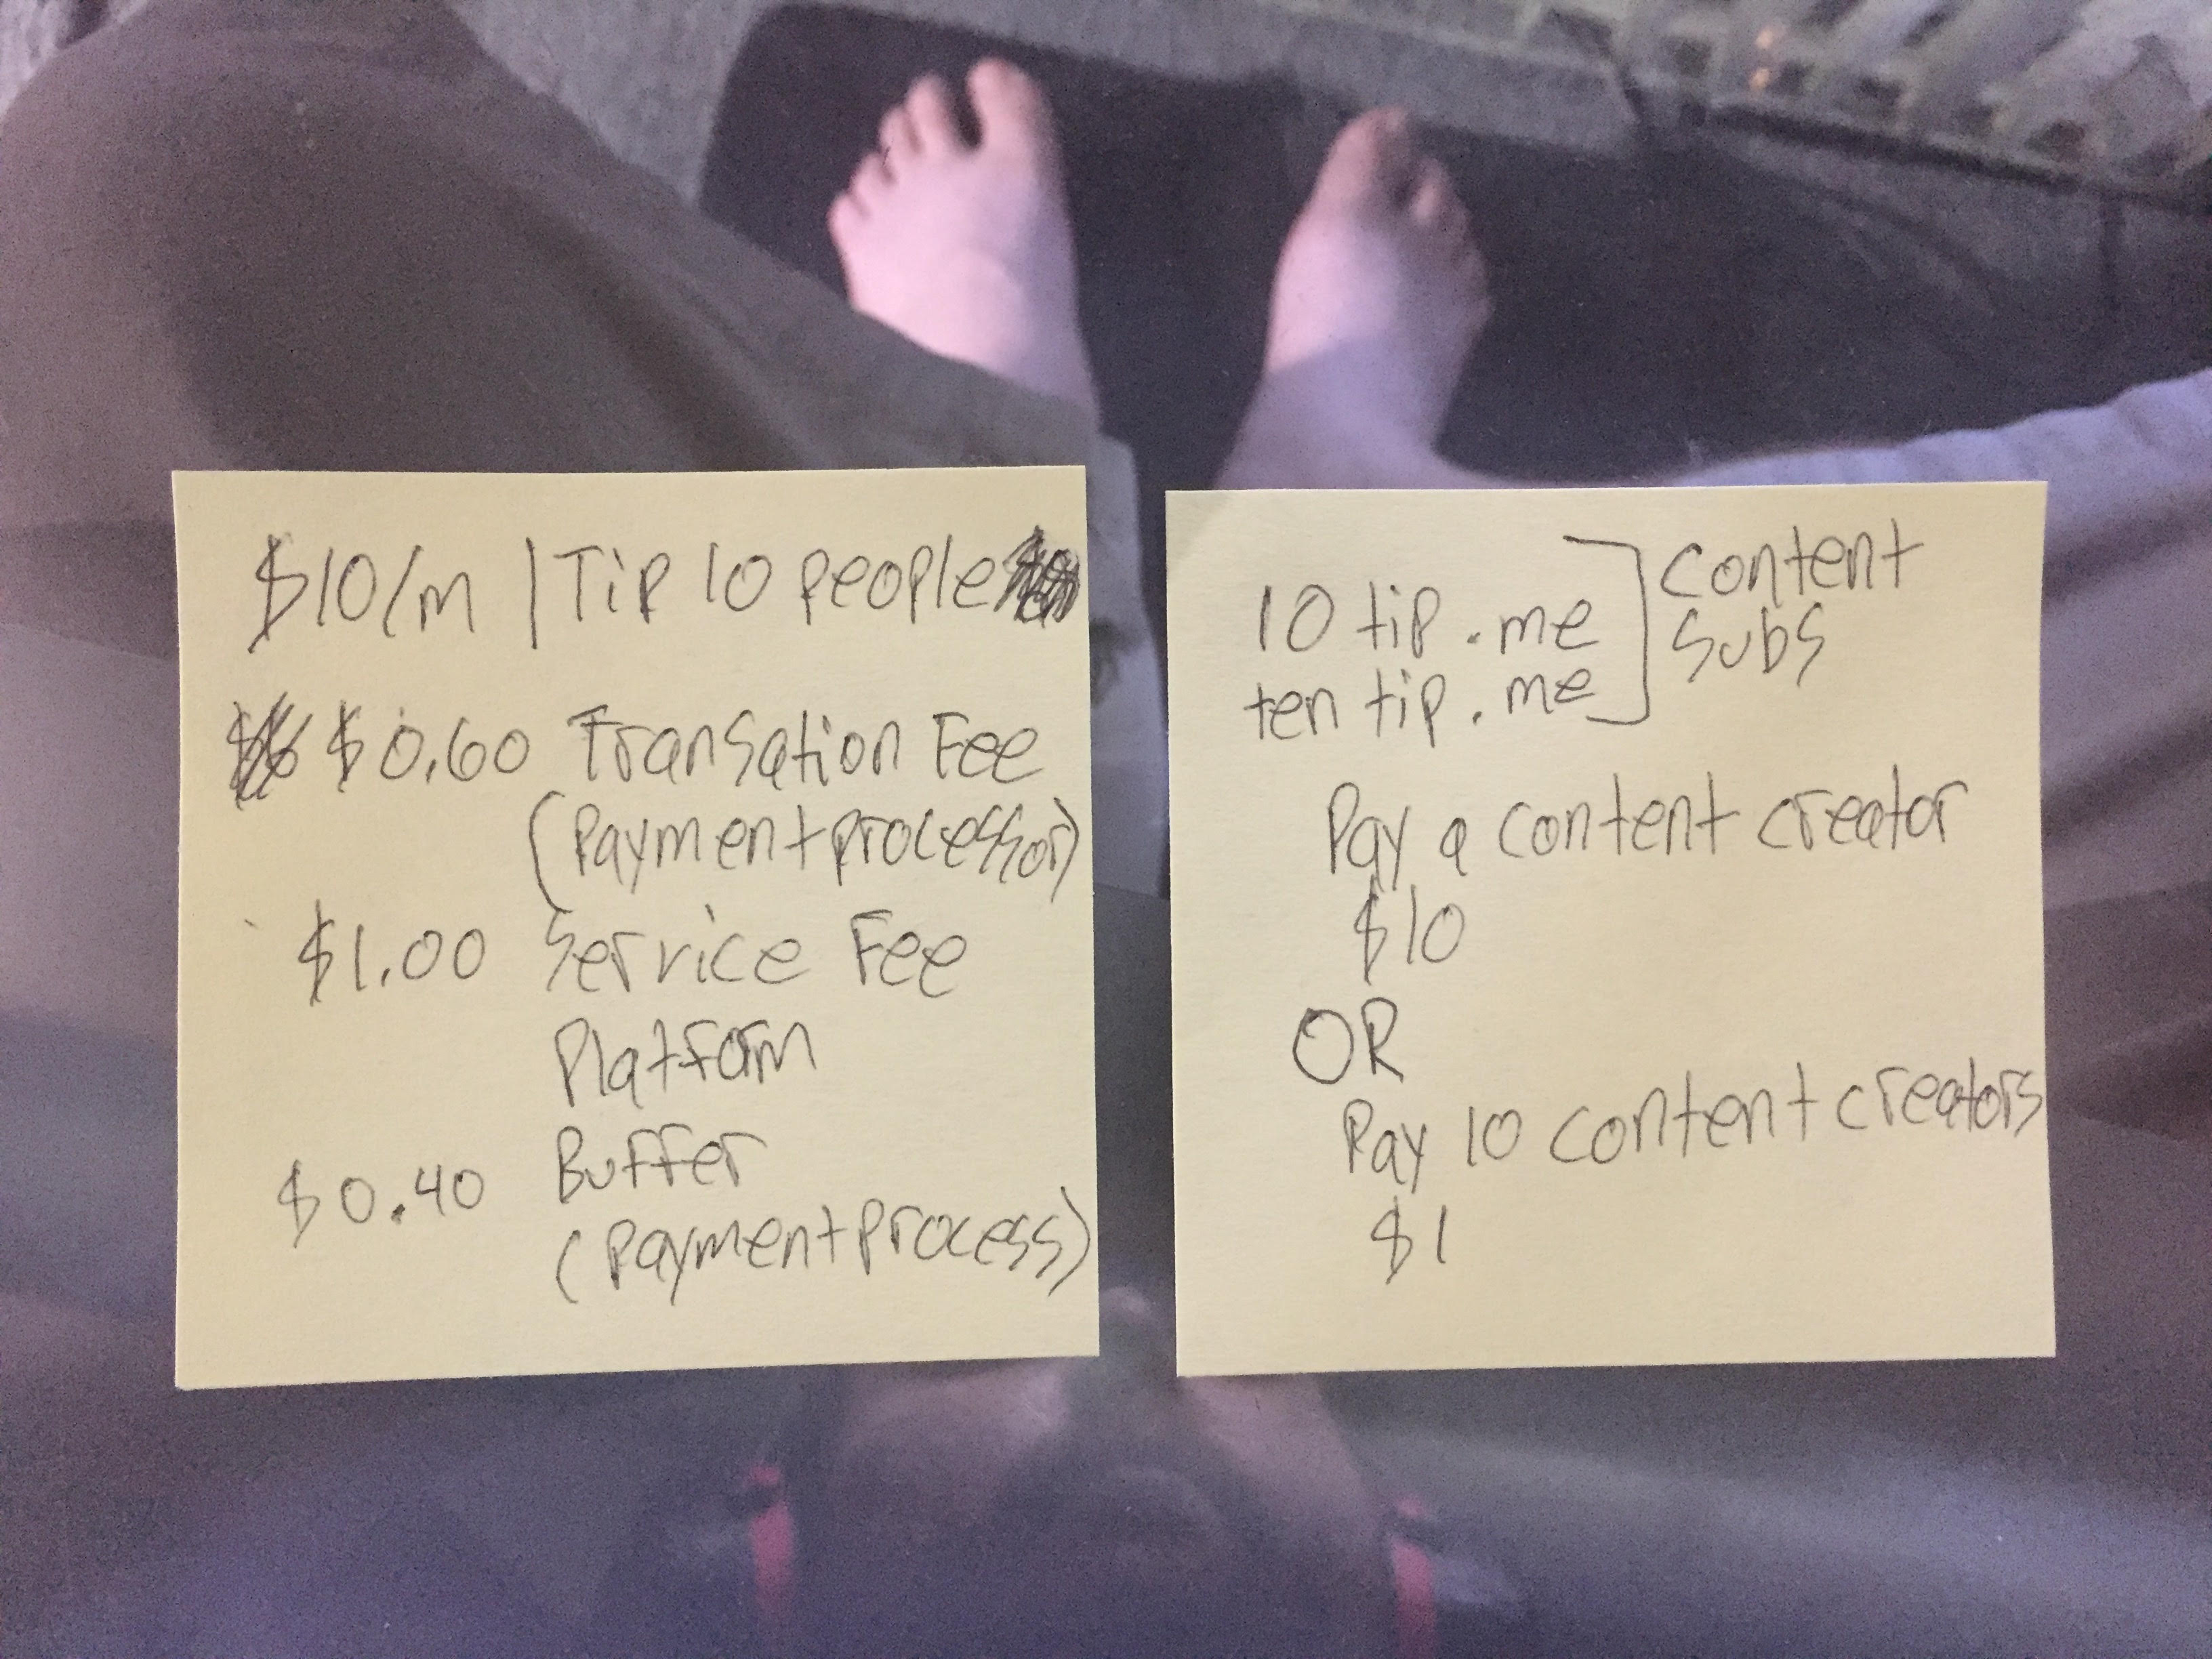 $10/m | Tip 10 people
$0.60 Transation Fee
(Payment processor)
$1.00 Service Fee
Platform
$0.40 Buffer
(Payment process)
10 tip.me
ten tip.me
content
subs
Pay a content creator
$10
OR
Pay 10 content creators
$1